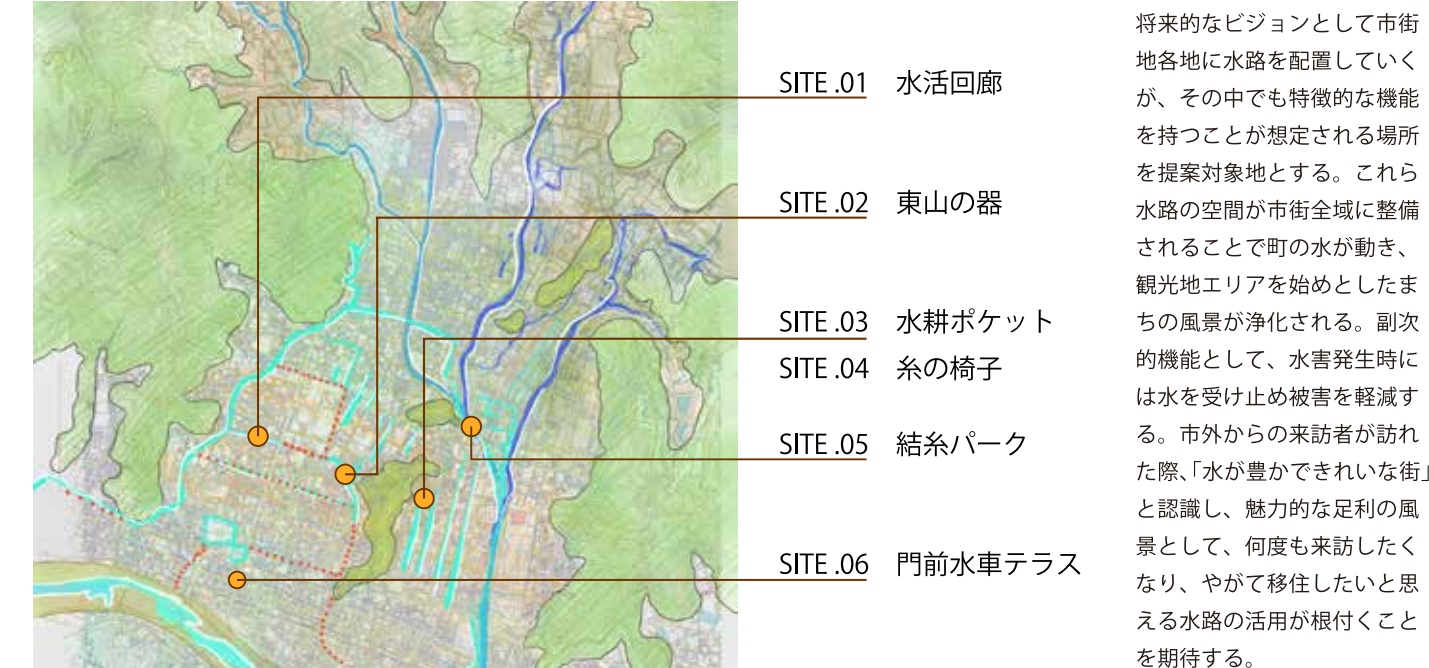 SITE .01 水活回廊
SITE .02 東山の器
SITE .03 水耕ポケット
SITE .04 糸の椅子
SITE .05 結糸パーク
SITE .06 門前水車テラス
将来的なビジョンとして市街
地各地に水路を配置していく
が、その中でも特徴的な機能
を持つことが想定される場所
を提案対象地とする。これら
水路の空間が市街全域に整備
されることで町の水が動き、
観光地エリアを始めとしたま
ちの風景が浄化される。副次
的機能として、水害発生時に
は水を受け止め被害を軽減す
る。市外からの来訪者が訪れ
た際、「水が豊かできれいな街」
と認識し、魅力的な足利の風
景として、何度も来訪したく
なり、やがて移住したいと思
える水路の活用が根付くこと
を期待する。